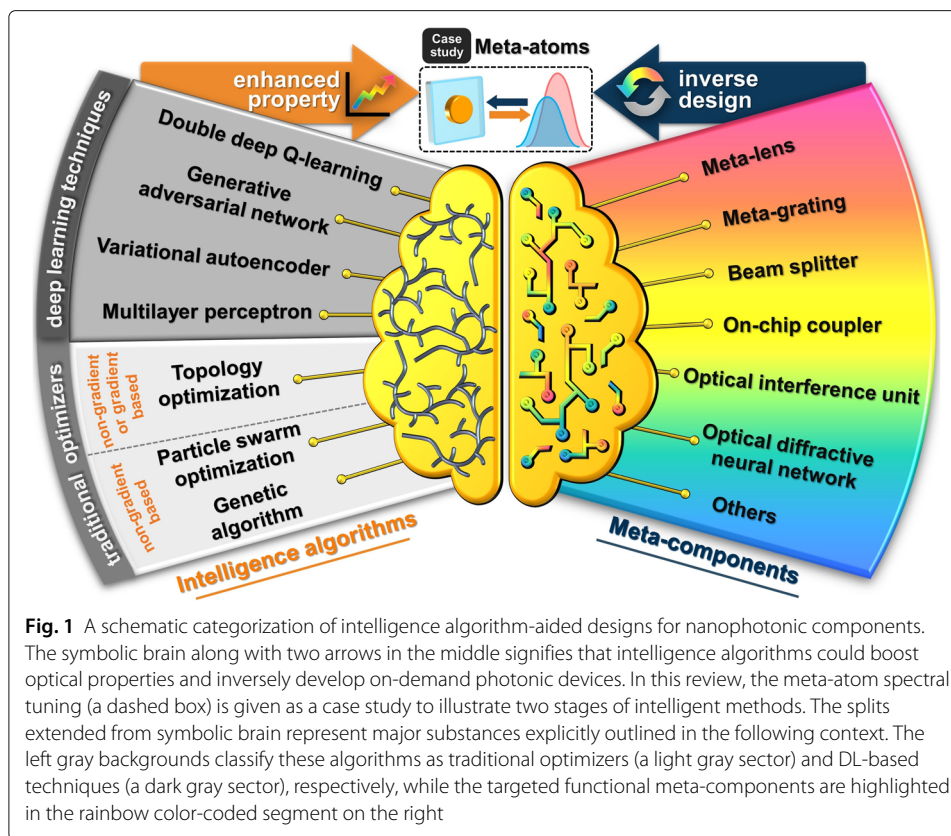 Case
study
Meta-atoms
enhanced
property
inverse
design
deep learning techniques
Double deep Q-learning
Generative
adversarial network
Variational autoencoder
Multilayer perceptron
traditional optimizers
non-gradient
or gradient
based
Topology
optimization
non-gradient
based
Particle swarm
optimization
Genetic
algorithm
Intelligence algorithms
Meta-lens
Meta-grating
Beam splitter
On-chip coupler
Optical interference unit
Optical diffractive
neural network
Others
Meta-components
Fig. 1 A schematic categorization of intelligence algorithm-aided designs for nanophotonic components.
The symbolic brain along with two arrows in the middle signifies that intelligence algorithms could boost
optical properties and inversely develop on-demand photonic devices. In this review, the meta-atom spectral
tuning (a dashed box) is given as a case study to illustrate two stages of intelligent methods. The splits
extended from symbolic brain represent major substances explicitly outlined in the following context. The
left gray backgrounds classify these algorithms as traditional optimizers (a light gray sector) and DL-based
techniques (a dark gray sector), respectively, while the targeted functional meta-components are highlighted
in the rainbow color-coded segment on the right